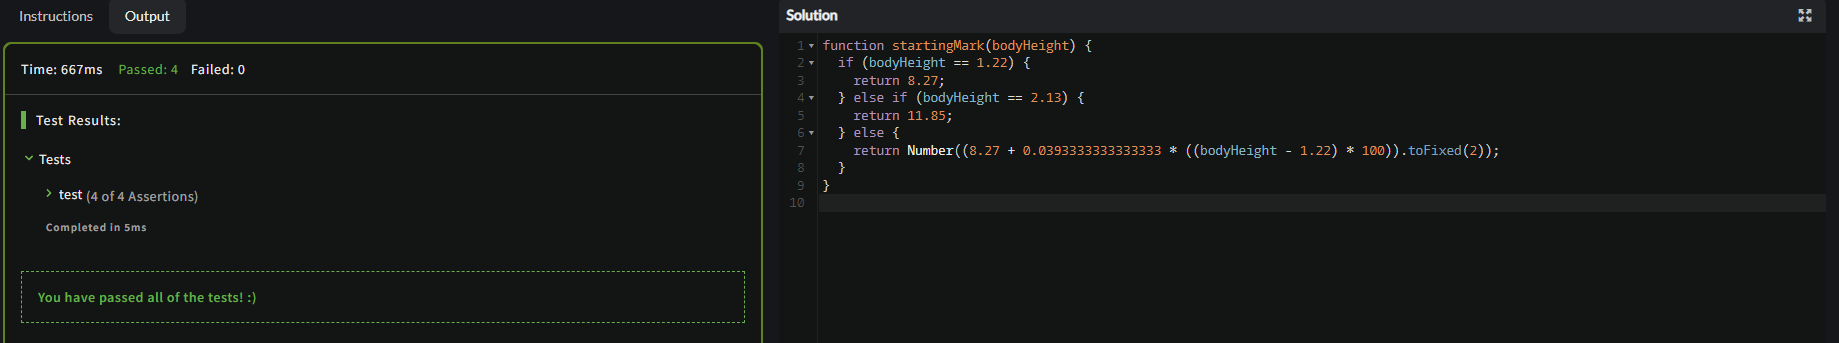 Instructions
Output
Time: 667ms Passed: 4 Failed: 0
Test Results:
Tests
test (4 of 4 Assertions)
Completed in 5ms
You have passed all of the tests! :)
Solution
1 function startingMark(bodyHeight) {
2   if (bodyHeight == 1.22) {
3     return 8.27;
4   } else if (bodyHeight == 2.13) {
5     return 11.85;
6   } else {
7     return Number((8.27 + 0.0393333333333333 * ((bodyHeight - 1.22) * 100)).toFixed(2));
8   }
9 }
10